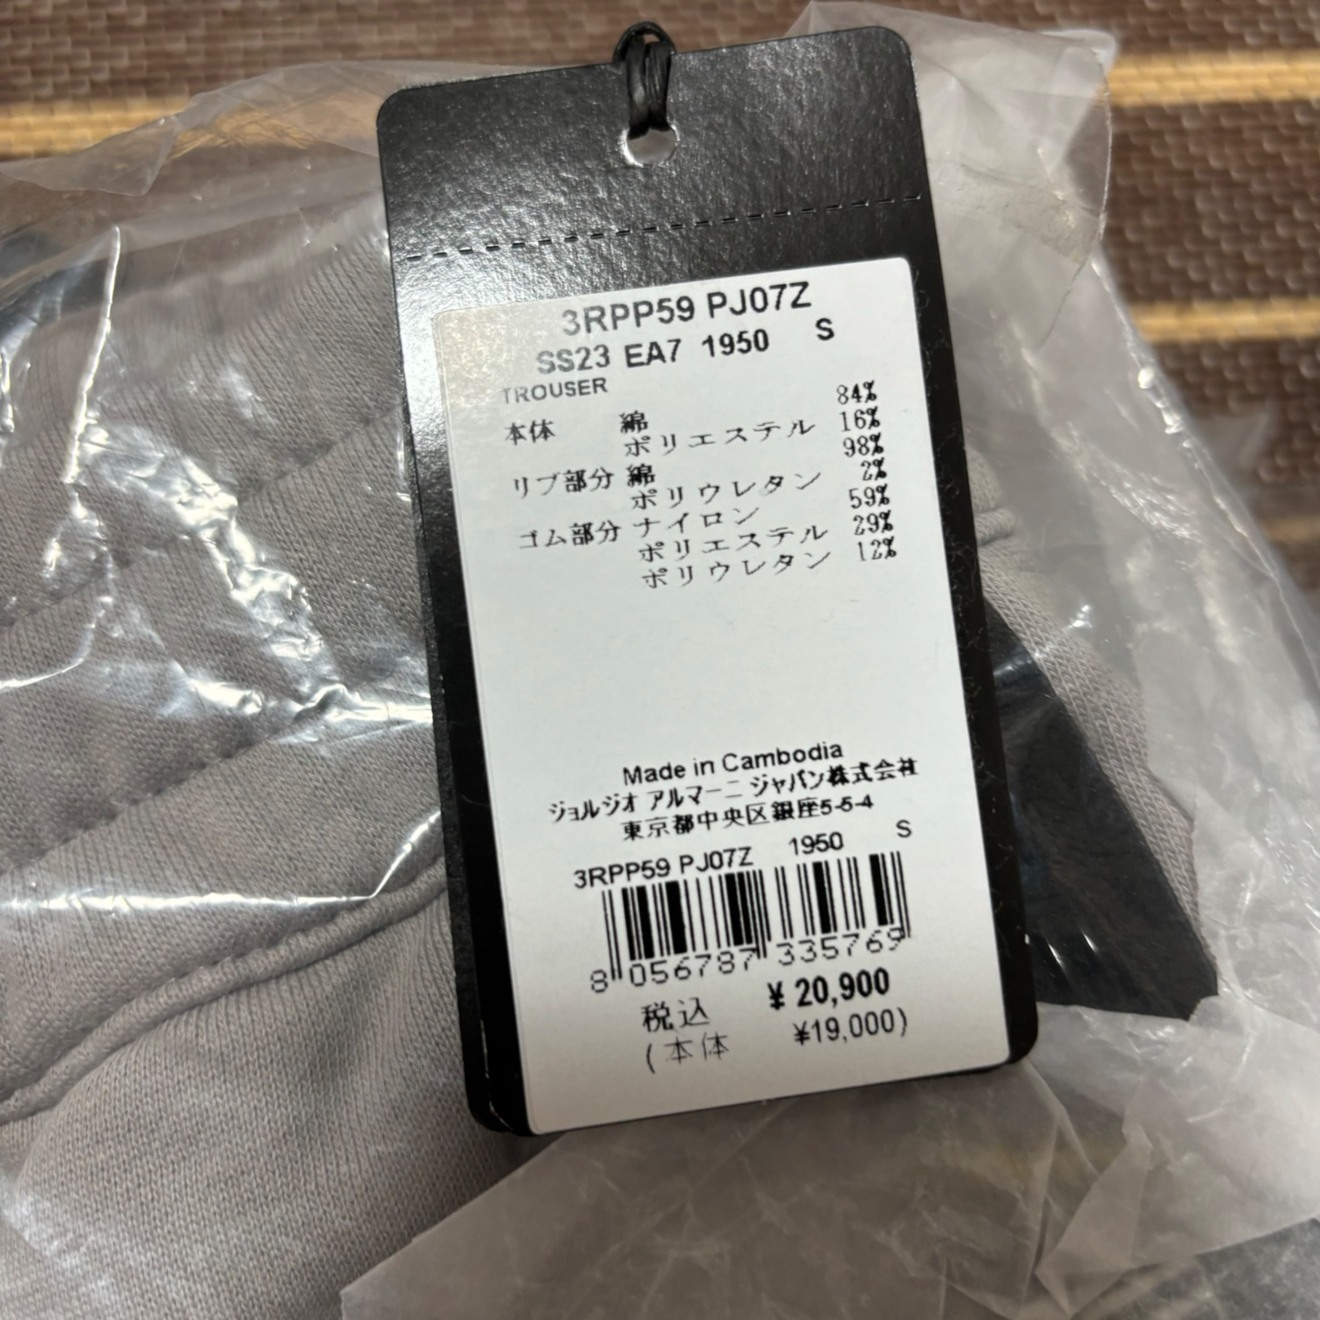 3RPP59 PJ07Z
SS23 EA7 1950 S
TROUSER
本体 綿 84%
ポリエステル 16%
リブ部分 綿 98%
ポリウレタン 2%
ゴム部分 ナイロン 59%
ポリエステル 29%
ポリウレタン 12%
Made in Cambodia
ジョルジオ アルマーニ ジャパン株式会社
東京都中央区銀座5-5-4
3RPP59 PJ07Z 1950 S
8 056787 335769
税込 ¥ 20,900
(本体 ¥19,000)